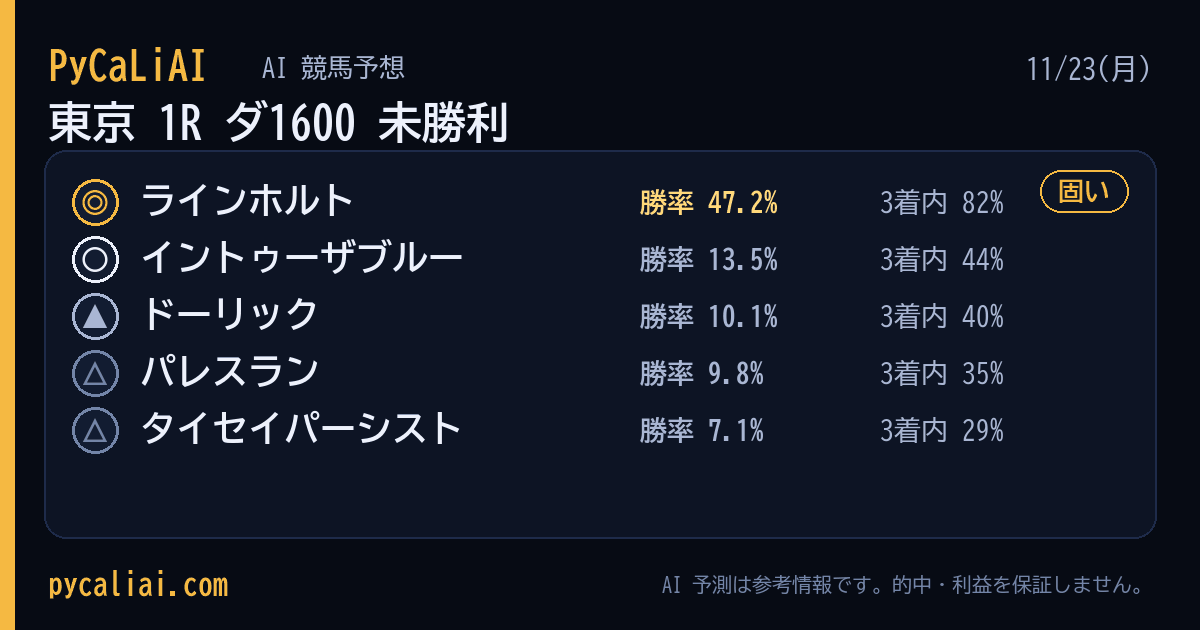 PyCaLiAI AI 競馬予想 11/23(月)
東京 1R ダ1600 未勝利
◎ ラインホルト 勝率 47.2% 3着内 82% 固い
○ イントゥーザブルー 勝率 13.5% 3着内 44%
▲ ドーリック 勝率 10.1% 3着内 40%
△ パレスラン 勝率 9.8% 3着内 35%
△ タイセイパーシスト 勝率 7.1% 3着内 29%
pycaliai.com AI 予測は参考情報です。的中・利益を保証しません。